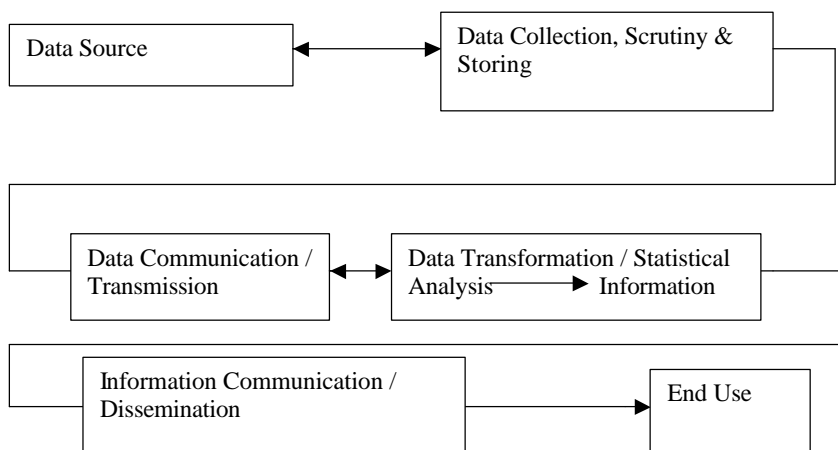 Data Source
Data Collection, Scrutiny &
Storing
Data Communication /
Transmission
Data Transformation / Statistical
Analysis Information
Information Communication /
Dissemination
End Use